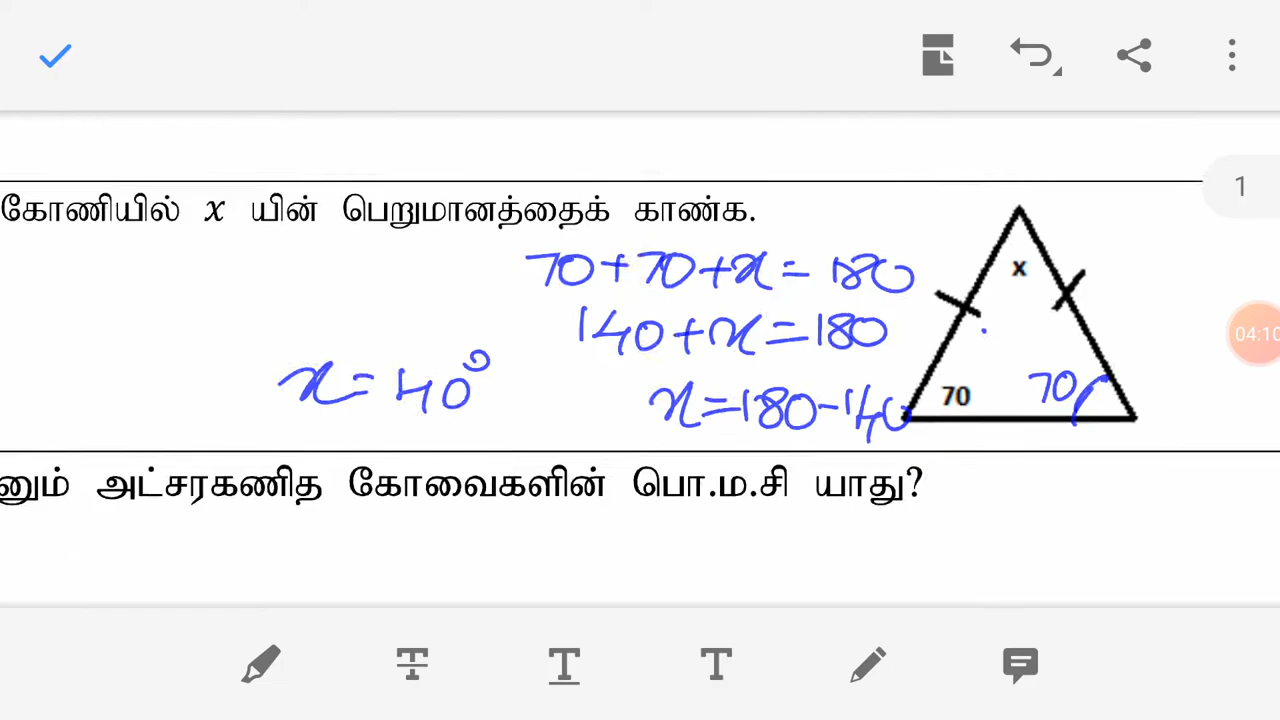 1
கோணியில் x யின் பெறுமானத்தைக் காண்க.
70+70+x=180
x
140+x=180
04:10
x=40°
x=180-140
70
70
னும் அட்சரகணித கோவைகளின் பொ.ம.சி யாது?
T
T
T